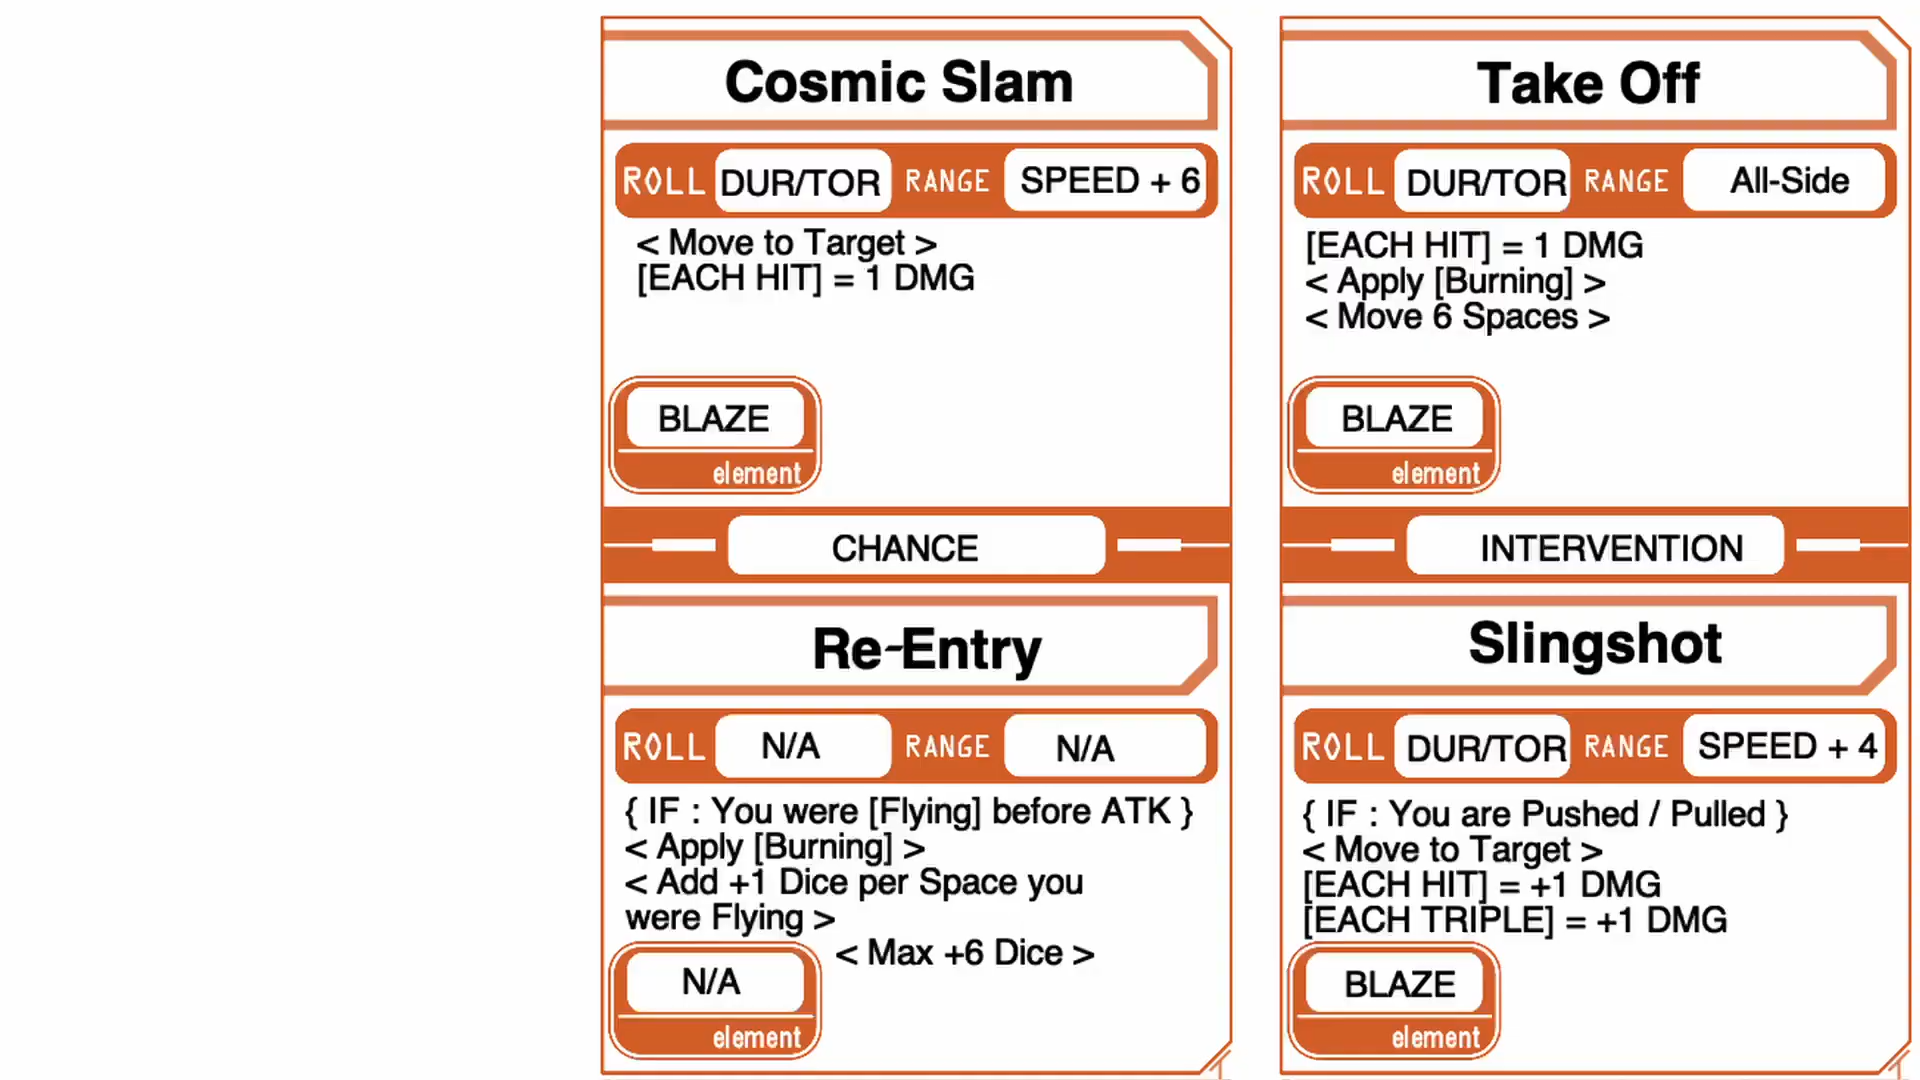 Cosmic Slam
ROLL DUR/TOR RANGE SPEED + 6
< Move to Target >
[EACH HIT] = 1 DMG
BLAZE
element
CHANCE
Re-Entry
ROLL N/A RANGE N/A
{ IF : You were [Flying] before ATK }
< Apply [Burning] >
< Add +1 Dice per Space you
were Flying >
< Max +6 Dice >
N/A
element
Take Off
ROLL DUR/TOR RANGE All-Side
[EACH HIT] = 1 DMG
< Apply [Burning] >
< Move 6 Spaces >
BLAZE
element
INTERVENTION
Slingshot
ROLL DUR/TOR RANGE SPEED + 4
{ IF : You are Pushed / Pulled }
< Move to Target >
[EACH HIT] = +1 DMG
[EACH TRIPLE] = +1 DMG
BLAZE
element